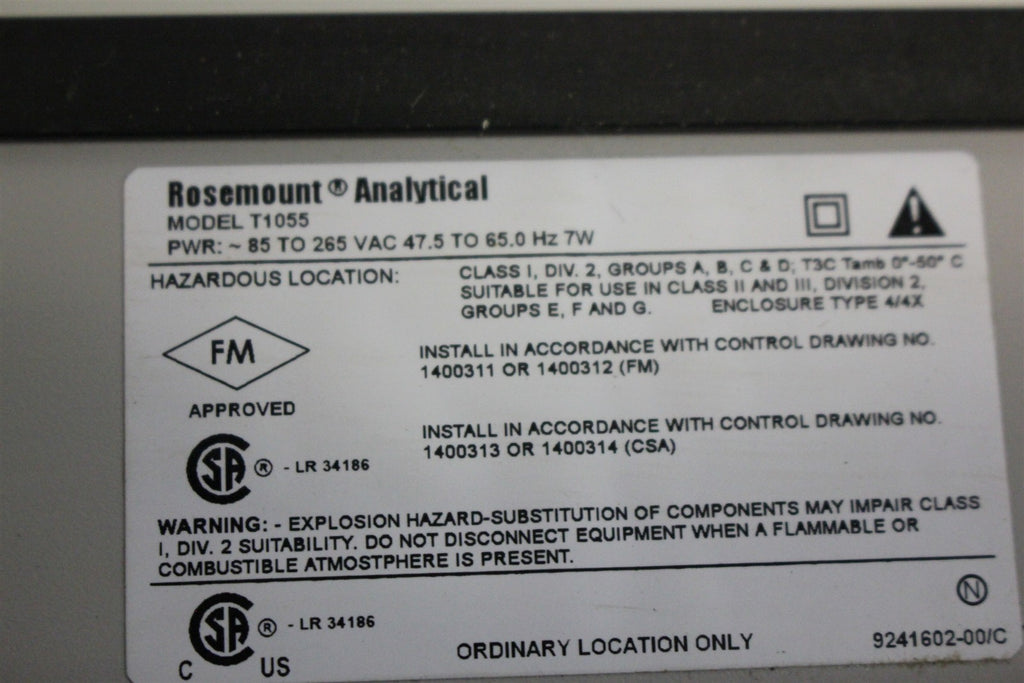 Rosemount ® Analytical
MODEL T1055
PWR: ~ 85 TO 265 VAC 47.5 TO 65.0 Hz 7W
HAZARDOUS LOCATION:
CLASS I, DIV. 2, GROUPS A, B, C & D; T3C Tamb 0°-50° C
SUITABLE FOR USE IN CLASS II AND III, DIVISION 2,
GROUPS E, F AND G. ENCLOSURE TYPE 4/4X
FM
APPROVED
INSTALL IN ACCORDANCE WITH CONTROL DRAWING NO.
1400311 OR 1400312 (FM)
INSTALL IN ACCORDANCE WITH CONTROL DRAWING NO.
1400313 OR 1400314 (CSA)
CSA ® - LR 34186
WARNING: - EXPLOSION HAZARD-SUBSTITUTION OF COMPONENTS MAY IMPAIR CLASS
I, DIV. 2 SUITABILITY. DO NOT DISCONNECT EQUIPMENT WHEN A FLAMMABLE OR
COMBUSTIBLE ATMOSTPHERE IS PRESENT.
CSA ® - LR 34186
C US
ORDINARY LOCATION ONLY
N
9241602-00/C